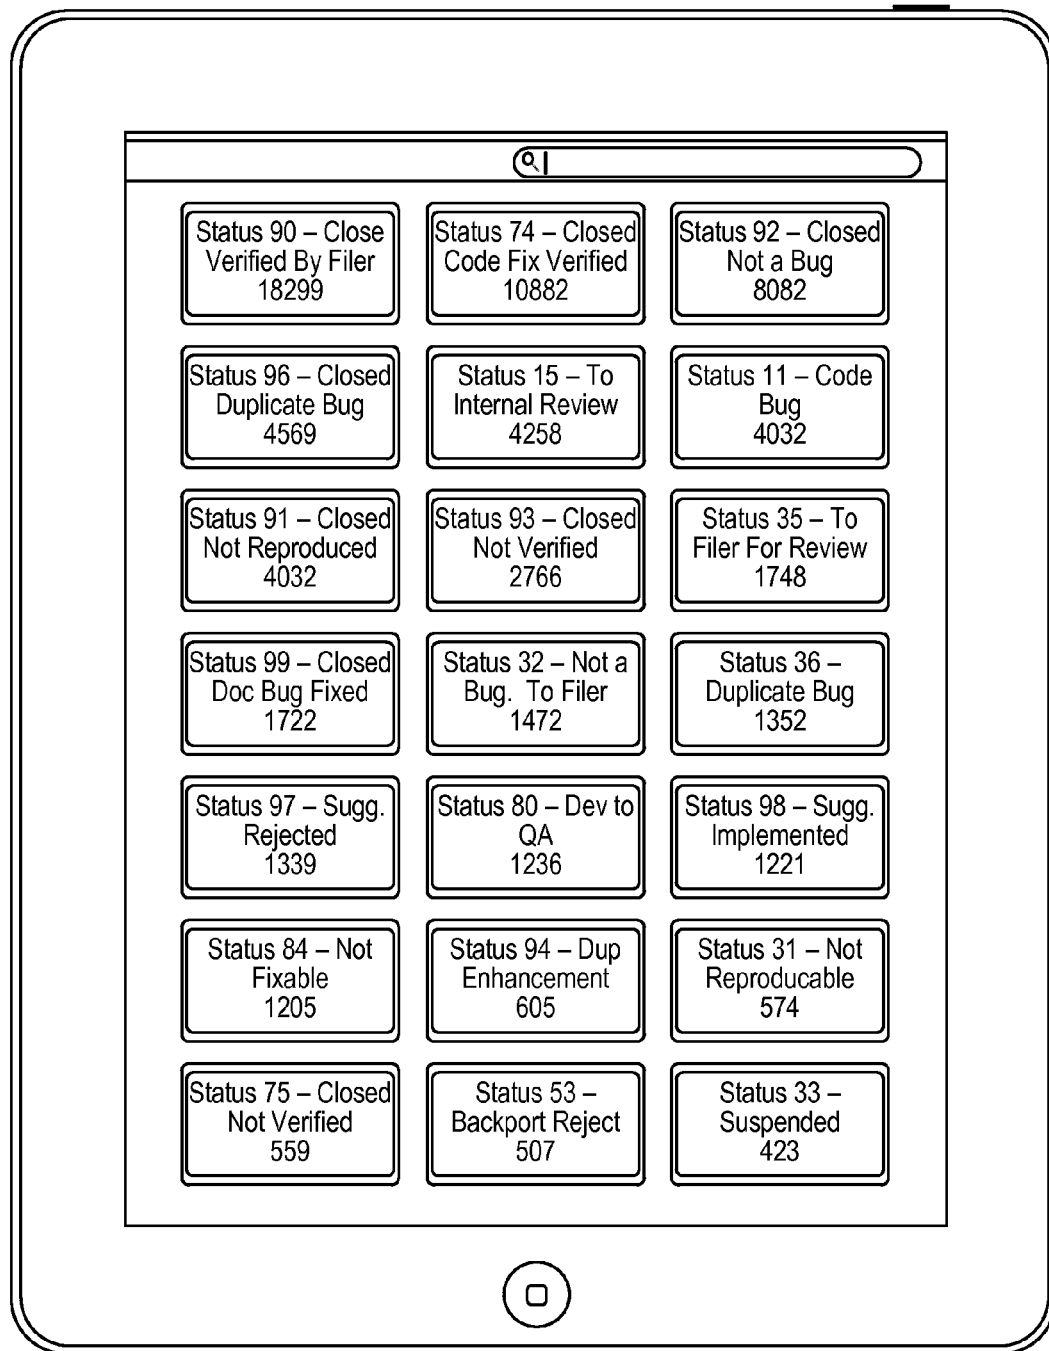 Status 90 – Close
Verified By Filer
18299
Status 74 – Closed
Code Fix Verified
10882
Status 92 – Closed
Not a Bug
8082
Status 96 – Closed
Duplicate Bug
4569
Status 15 – To
Internal Review
4258
Status 11 – Code
Bug
4032
Status 91 – Closed
Not Reproduced
4032
Status 93 – Closed
Not Verified
2766
Status 35 – To
Filer For Review
1748
Status 99 – Closed
Doc Bug Fixed
1722
Status 32 – Not a
Bug. To Filer
1472
Status 36 –
Duplicate Bug
1352
Status 97 – Sugg.
Rejected
1339
Status 80 – Dev to
QA
1236
Status 98 – Sugg.
Implemented
1221
Status 84 – Not
Fixable
1205
Status 94 – Dup
Enhancement
605
Status 31 – Not
Reproducable
574
Status 75 – Closed
Not Verified
559
Status 53 –
Backport Reject
507
Status 33 –
Suspended
423